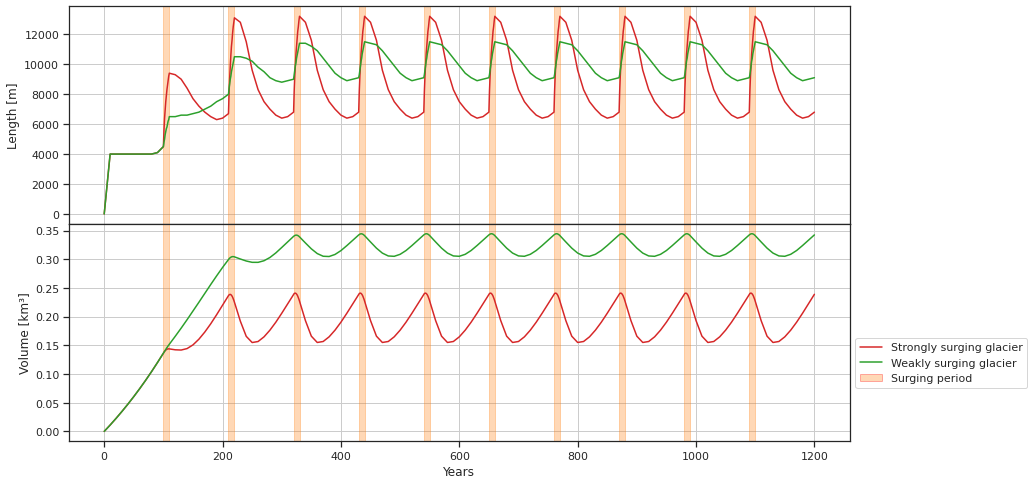 12000
10000
8000
6000
4000
2000
0
Length [m]
0.35
0.30
0.25
0.20
0.15
0.10
0.05
0.00
Volume [km³]
0 200 400 600 800 1000 1200
Years
Strongly surging glacier
Weakly surging glacier
Surging period